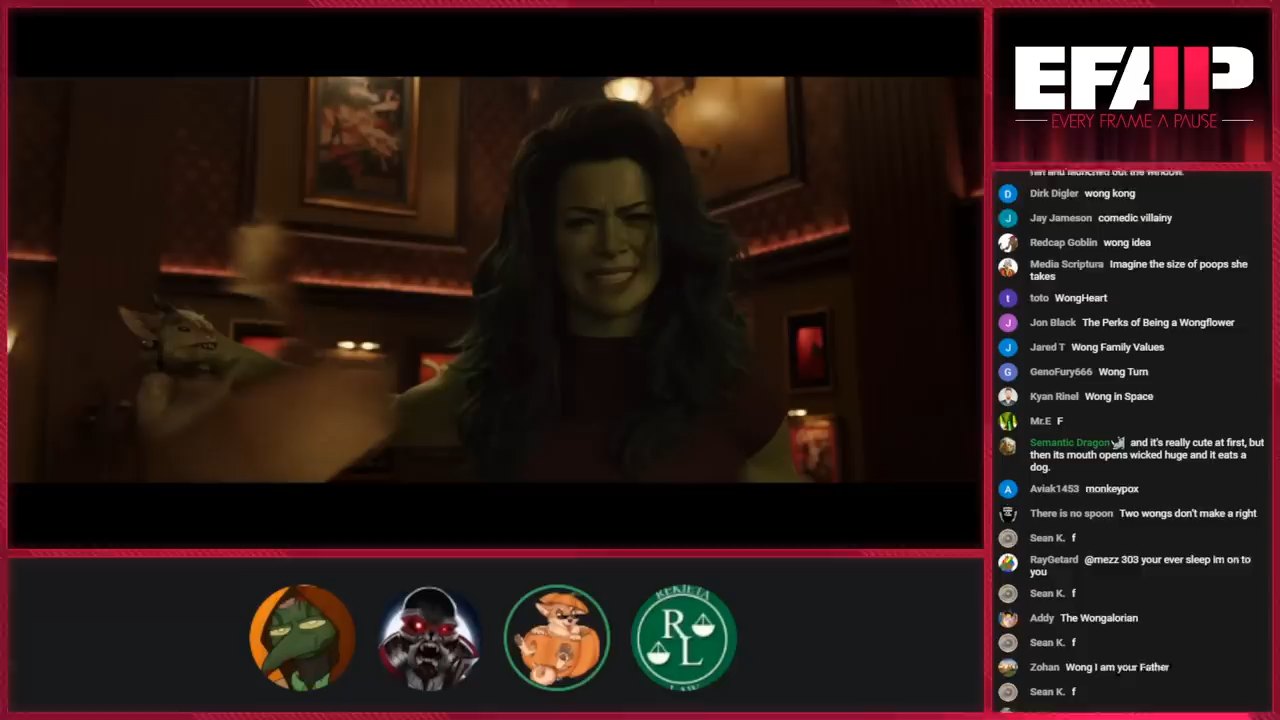 EFAP
EVERY FRAME A PAUSE
Dirk Digler wong kong
Jay Jameson comedic villainy
Redcap Goblin wong idea
Media Scriptura Imagine the size of poops she
takes
toto WongHeart
Jon Black The Perks of Being a Wongflower
Jared T Wong Family Values
GenoFury666 Wong Turn
Kyan Rinel Wong in Space
Mr.E F
Semantic Dragon and it's really cute at first, but
then its mouth opens wicked huge and it eats a
dog.
Aviak1453 monkeypox
There is no spoon Two wongs don't make a right
Sean K. f
RayGetard @mezz 303 your ever sleep im on to
you
Sean K. f
Addy The Wongalorian
Sean K. f
Zohan Wong I am your Father
Sean K. f
REKIETA
R
L
LAW